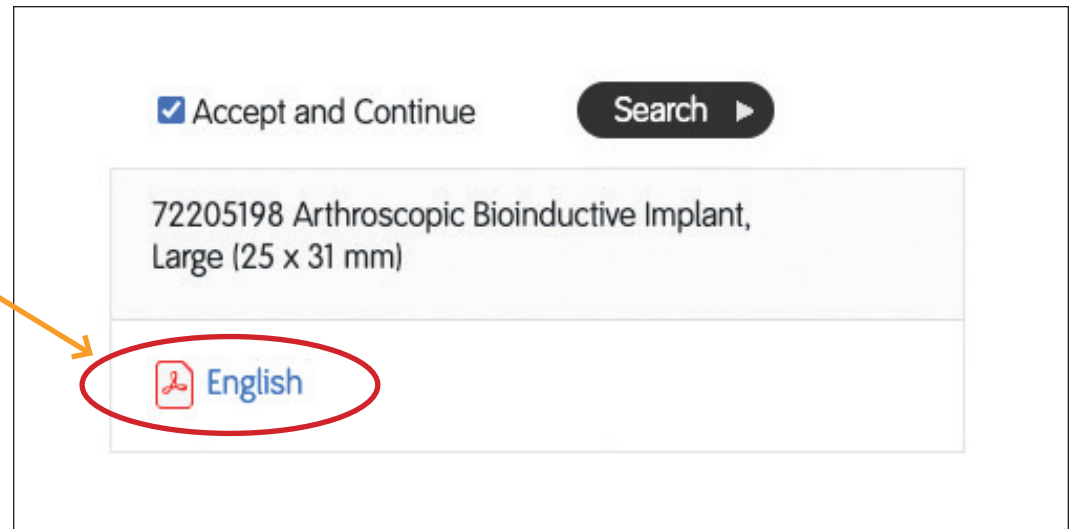 Accept and Continue
Search
72205198 Arthroscopic Bioinductive Implant,
Large (25 x 31 mm)
English